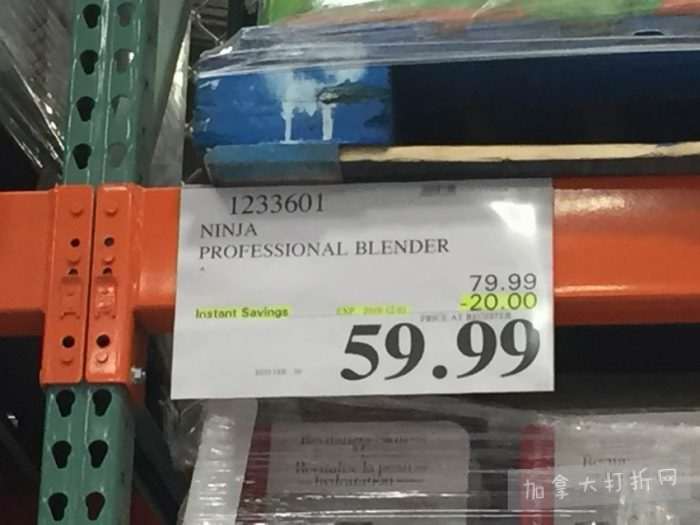 1233601
NINJA
PROFESSIONAL BLENDER
79.99
Instant Savings
-20.00
PRICE AT REGISTER
59.99
加拿大打折网